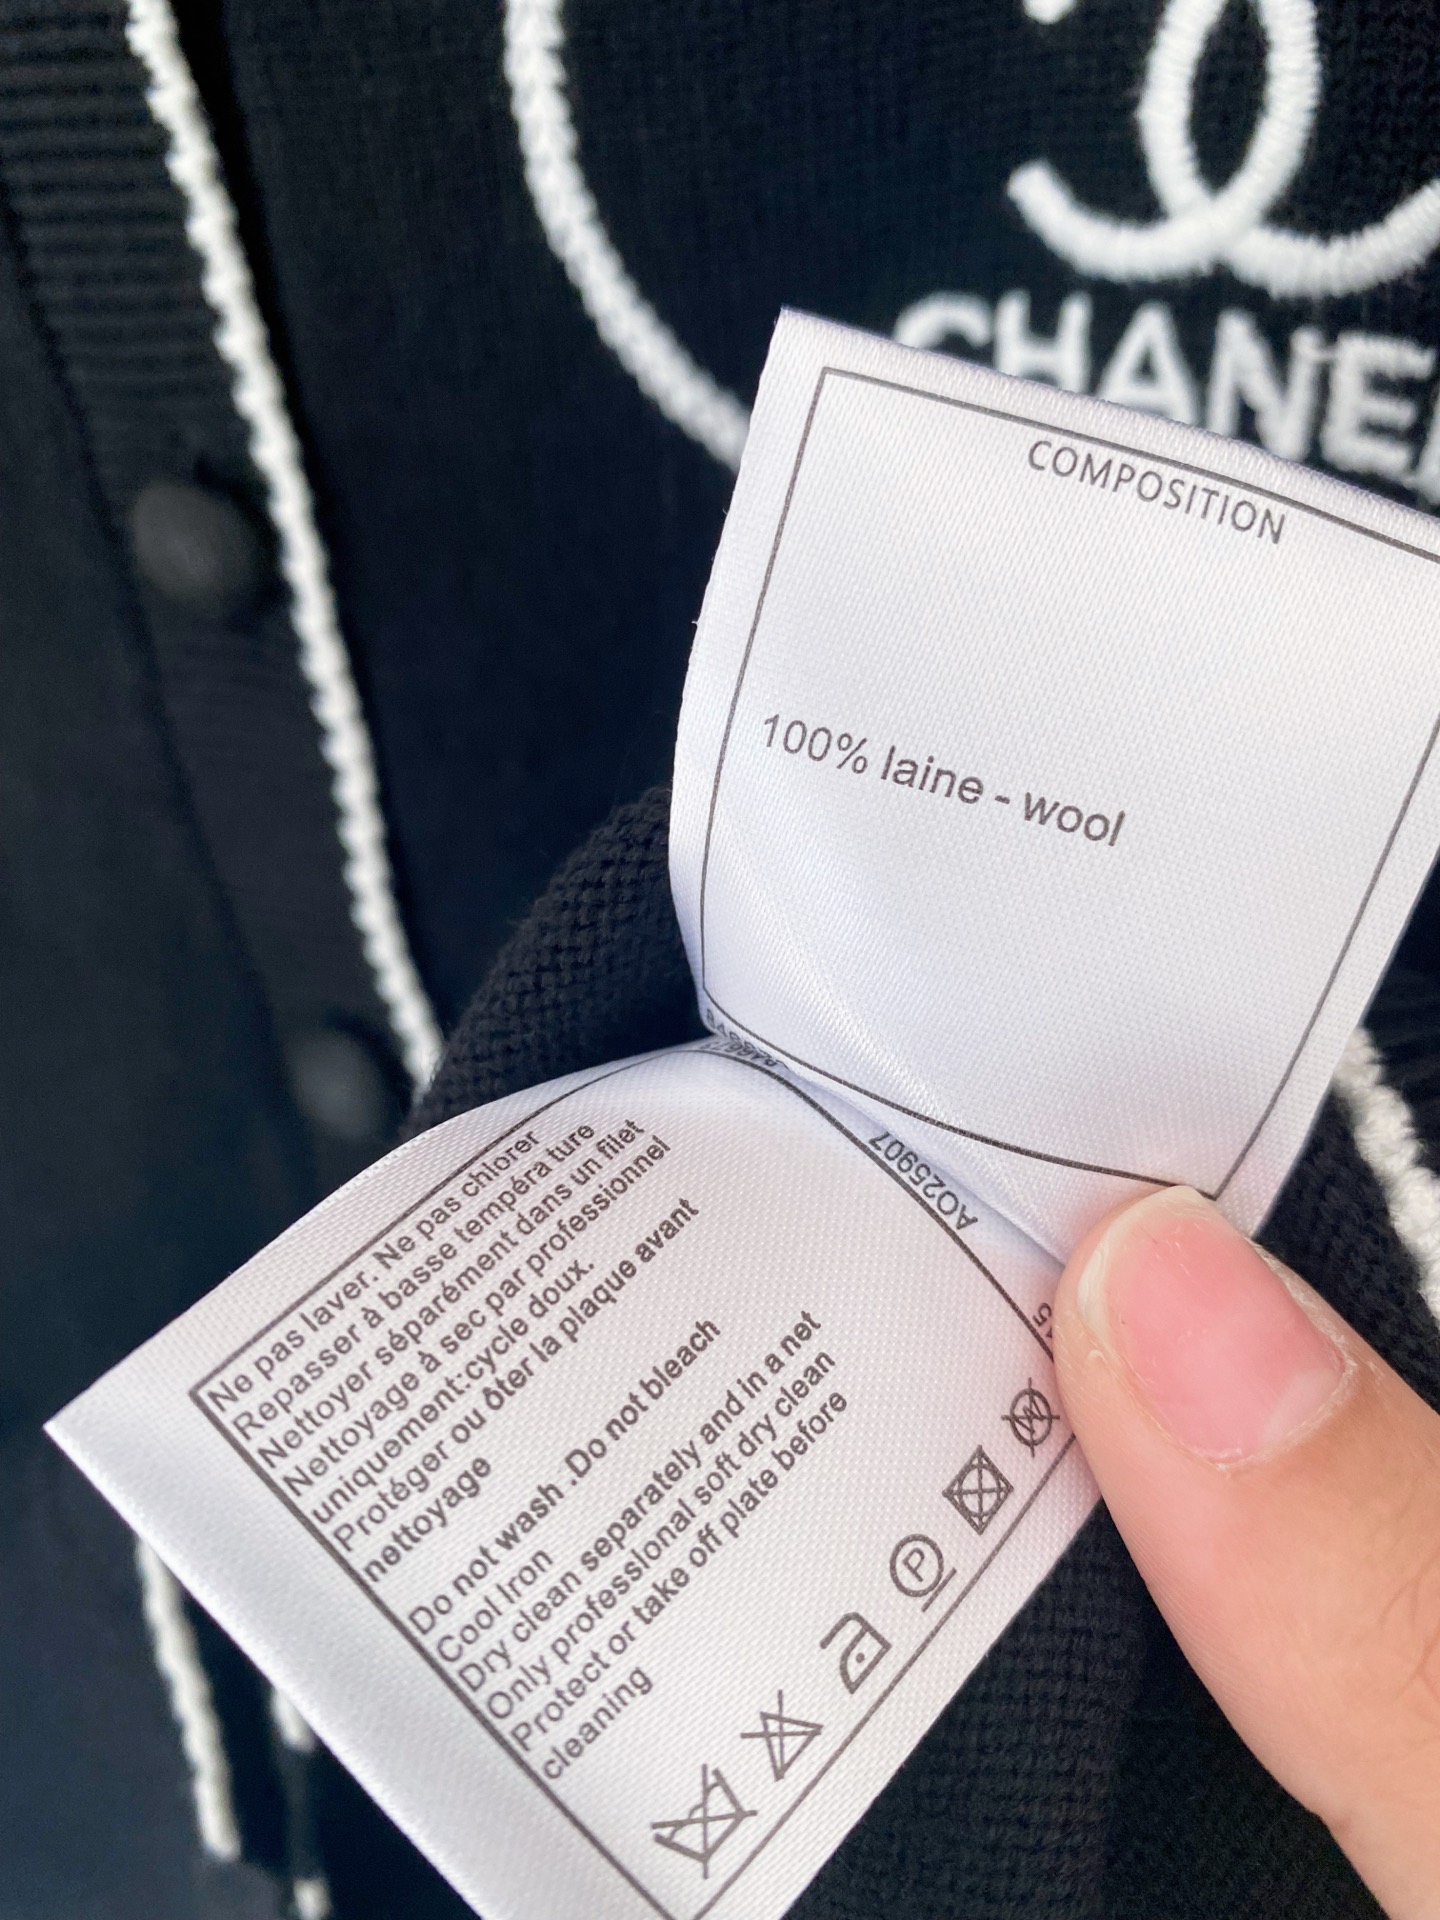 CHANEL
COMPOSITION
100% laine - wool
AO25907
Ne pas laver. Ne pas chlorer
Repasser à basse tempéra ture
Nettoyer séparément dans un filet
Nettoyage à sec par professionnel
uniquement:cycle doux.
Protéger ou ôter la plaque avant
nettoyage
Do not wash .Do not bleach
Cool Iron
Dry clean separately and in a net
Only professional soft dry clean
Protect or take off plate before
cleaning
P